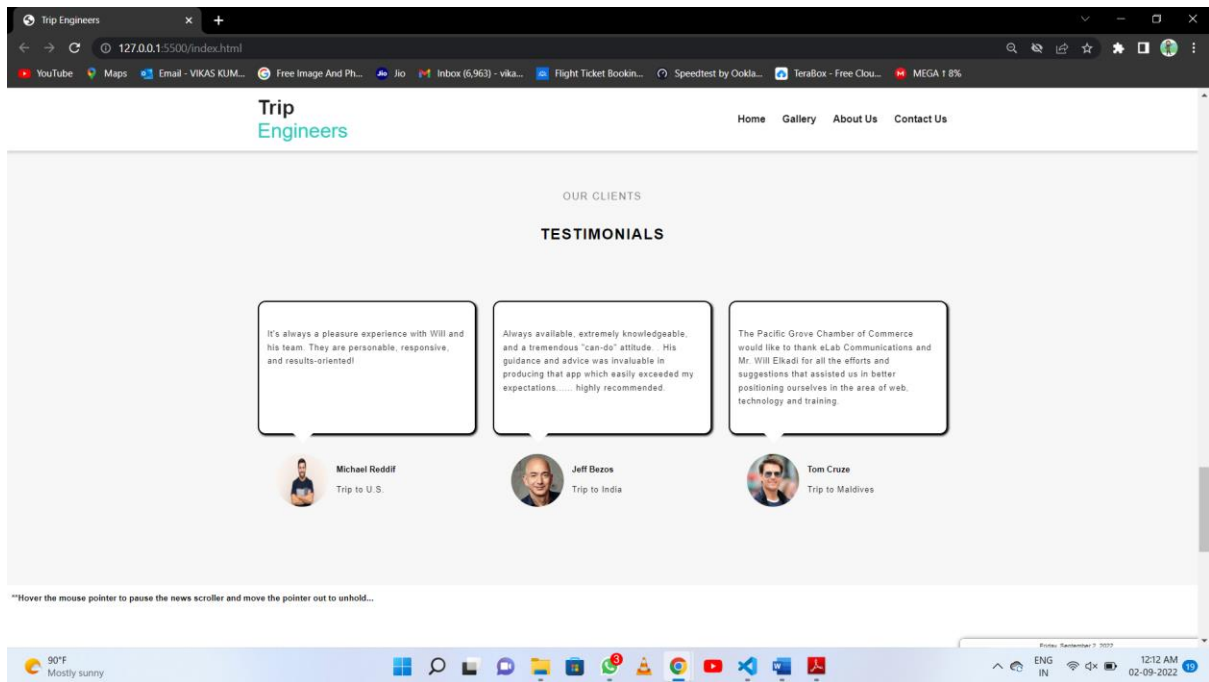 Trip Engineers
127.0.0.1:5500/index.html
YouTube Maps Email - VIKAS KUM... Free Image And Ph... Jio Inbox (6,963) - vika... Flight Ticket Bookin... Speedtest by Ookla... TeraBox - Free Clou... MEGA 1 8%
Trip
Engineers
Home Gallery About Us Contact Us
OUR CLIENTS
TESTIMONIALS
It's always a pleasure experience with Will and
his team. They are personable, responsive,
and results-oriented!
Always available, extremely knowledgeable,
and a tremendous "can-do" attitude. . His
guidance and advice was invaluable in
producing that app which easily exceeded my
expectations...... highly recommended.
The Pacific Grove Chamber of Commerce
would like to thank eLab Communications and
Mr. Will Elkadi for all the efforts and
suggestions that assisted us in better
positioning ourselves in the area of web,
technology and training.
Michael Reddif
Trip to U.S.
Jeff Bezos
Trip to India
Tom Cruze
Trip to Maldives
**Hover the mouse pointer to pause the news scroller and move the pointer out to unhold...
Friday, September 2, 2022
90°F
Mostly sunny
3
ENG
IN
12:12 AM
02-09-2022
19